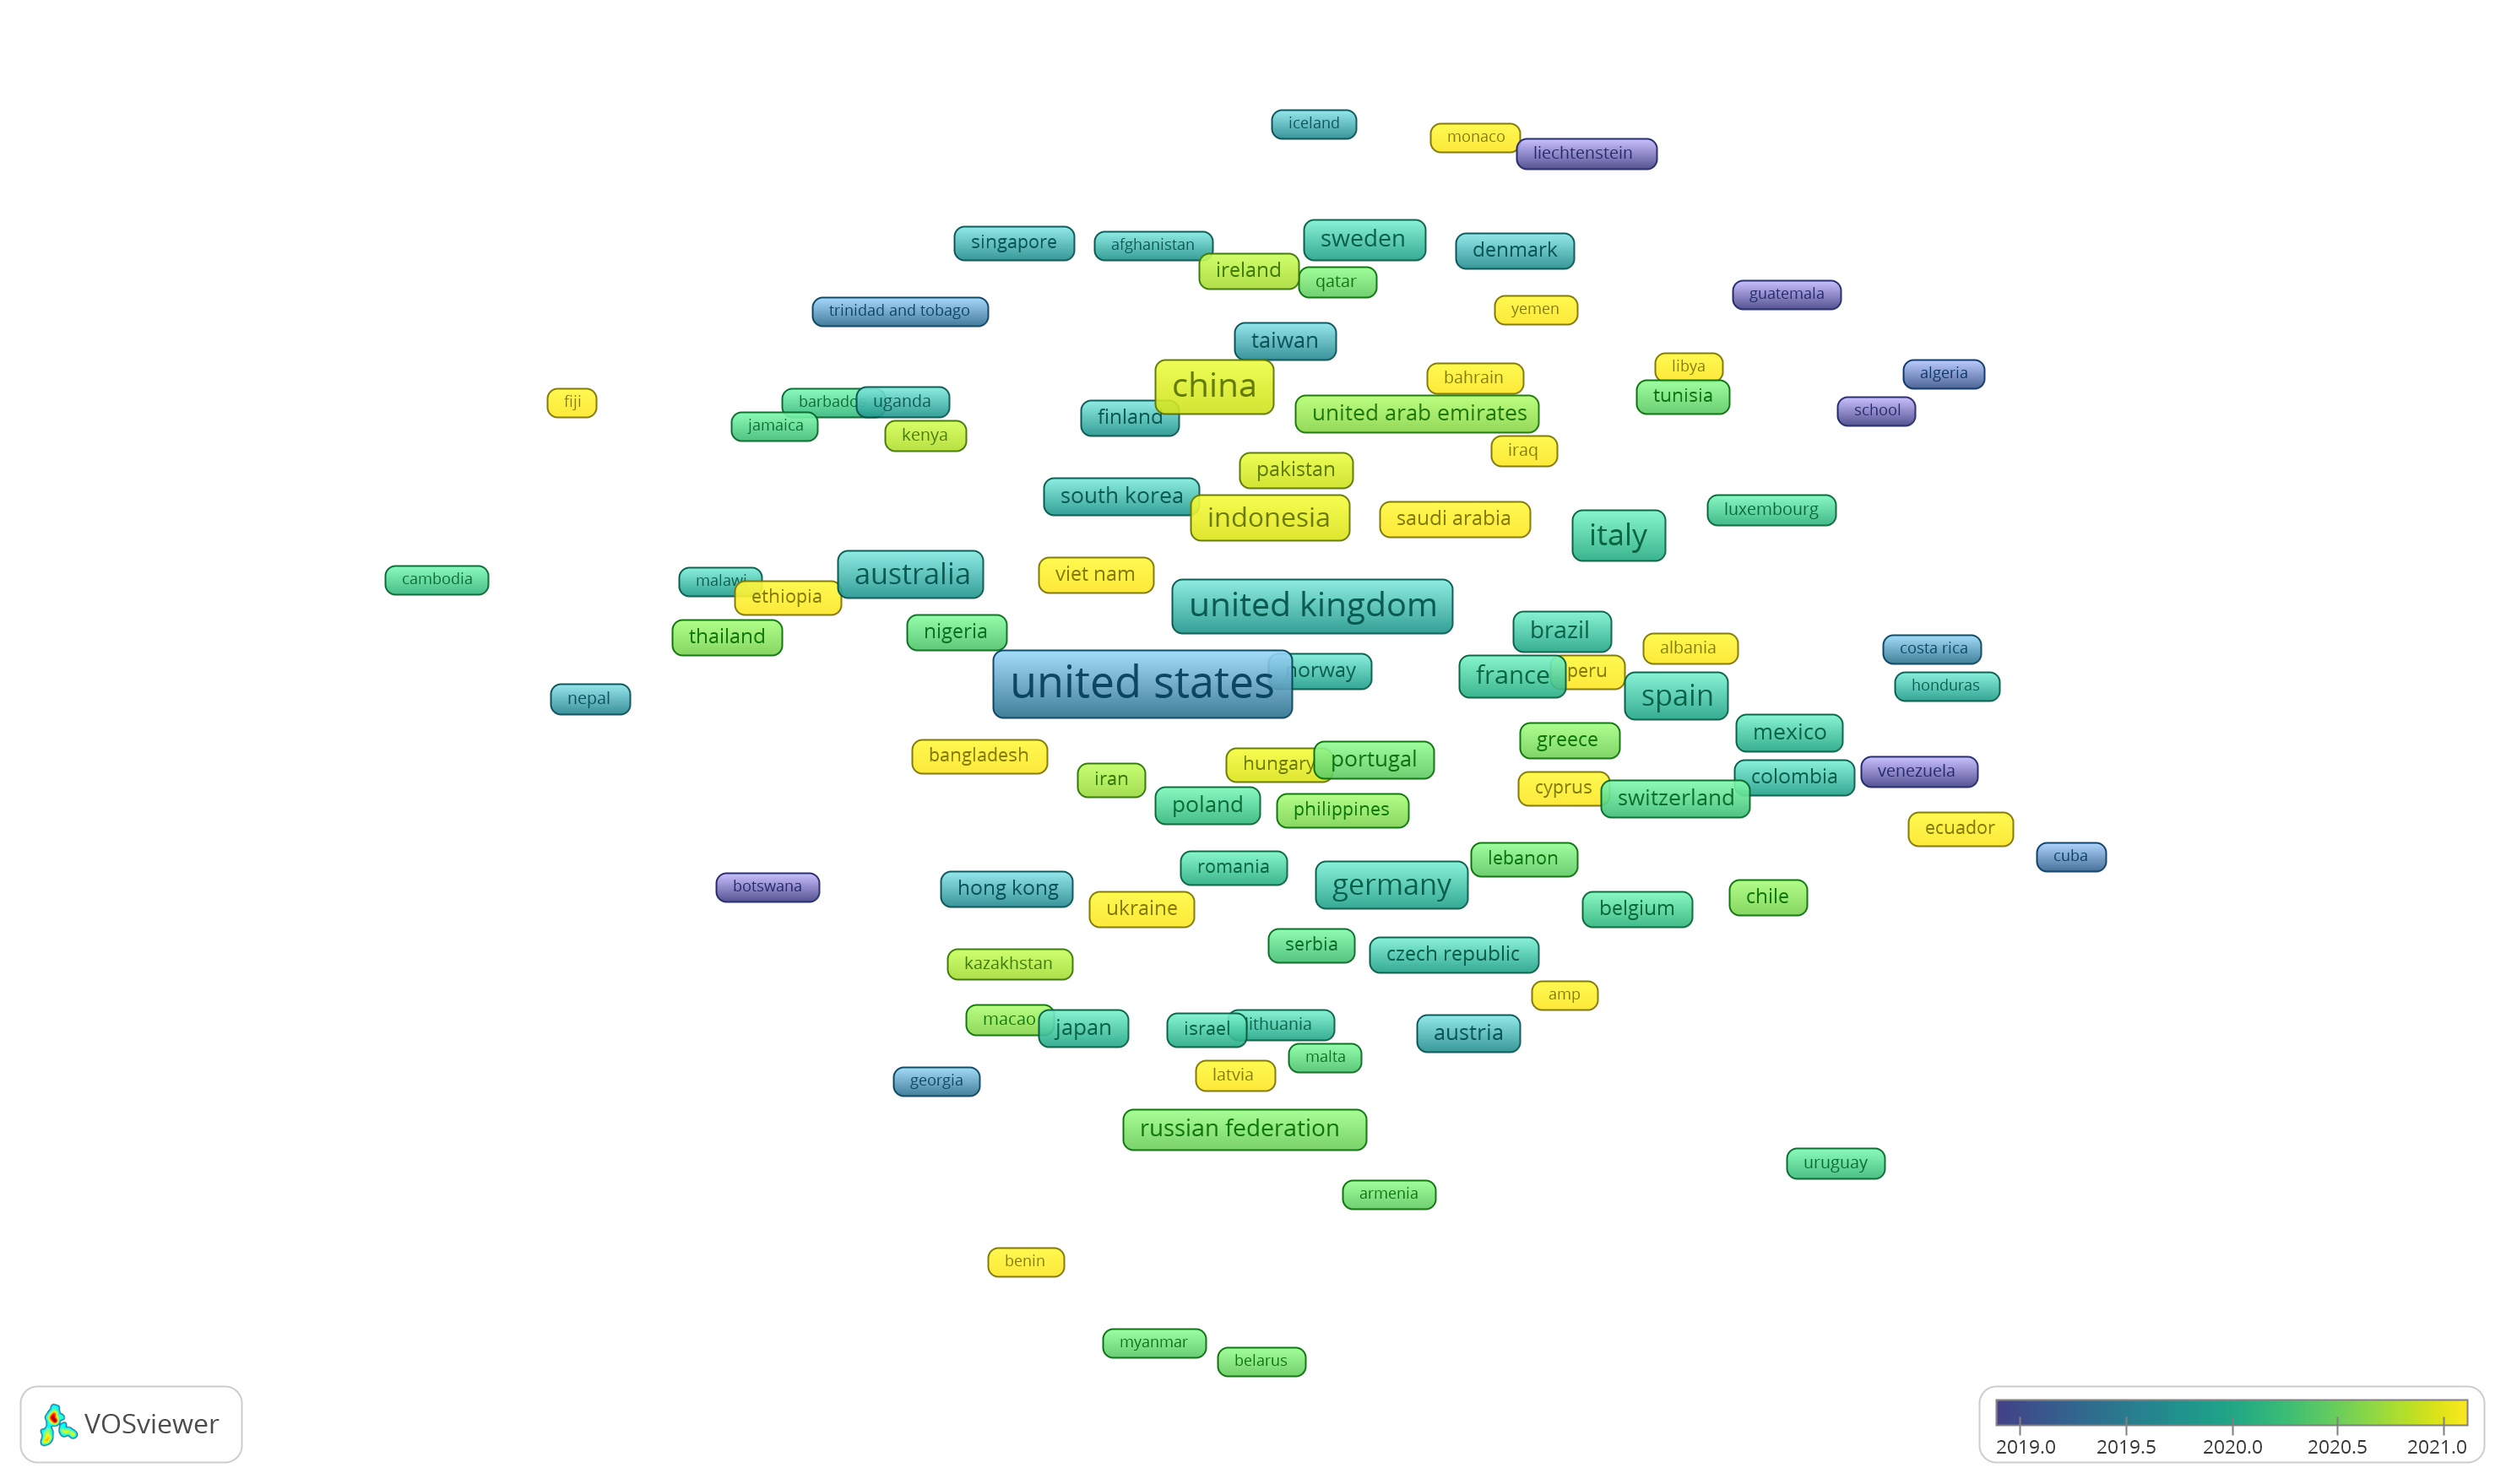 iceland
monaco
liechtenstein
singapore
afghanistan
sweden
denmark
ireland
qatar
guatemala
trinidad and tobago
yemen
taiwan
china
bahrain
libya
algeria
fiji
uganda
tunisia
jamaica
kenya
finland
united arab emirates
school
iraq
pakistan
south korea
indonesia
saudi arabia
italy
luxembourg
cambodia
malawi
ethiopia
australia
viet nam
united kingdom
thailand
nigeria
brazil
albania
costa rica
united states
norway
france
peru
spain
honduras
nepal
mexico
bangladesh
iran
hungary
portugal
greece
colombia
venezuela
poland
philippines
cyprus
switzerland
ecuador
romania
lebanon
cuba
botswana
hong kong
ukraine
germany
belgium
chile
serbia
czech republic
kazakhstan
amp
macao
japan
israel
lithuania
austria
malta
georgia
latvia
russian federation
uruguay
armenia
benin
myanmar
belarus
VOSviewer
2019.0 2019.5 2020.0 2020.5 2021.0